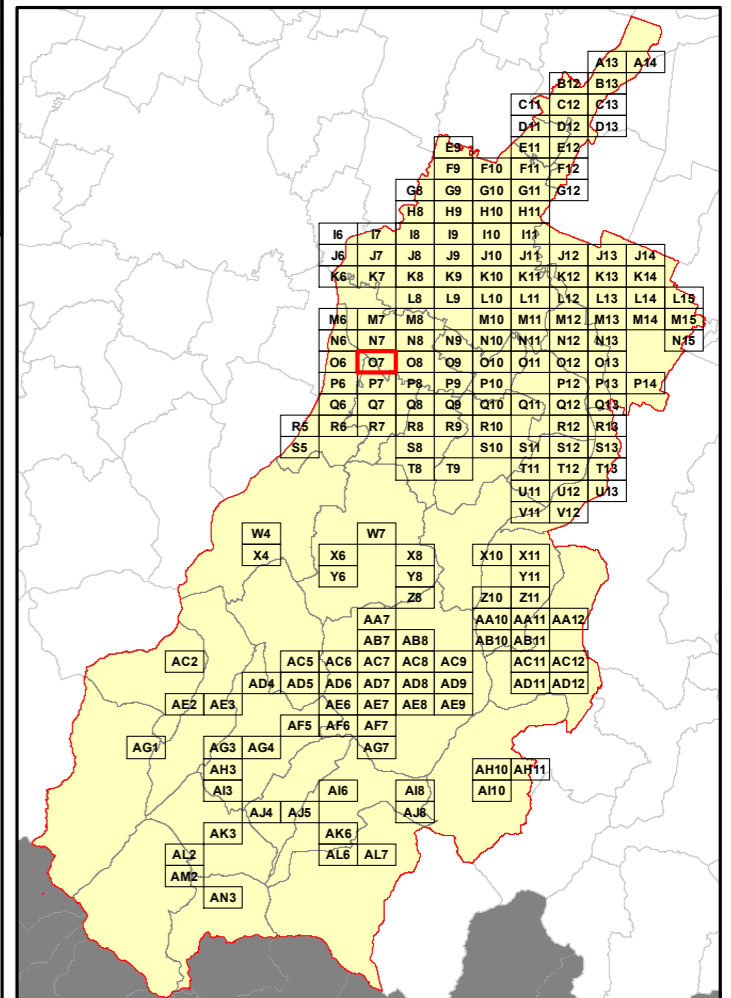 A13 A14
B12 B13
C11 C12 C13
D11 D12 D13
E9 E11 E12
F9 F10 F11 F12
G8 G9 G10 G11 G12
H8 H9 H10 H11
I6 I7 I8 I9 I10 I11
J6 J7 J8 J9 J10 J11 J12 J13 J14
K6 K7 K8 K9 K10 K11 K12 K13 K14
L8 L9 L10 L11 L12 L13 L14 L15
M6 M7 M8 M10 M11 M12 M13 M14 M15
N6 N7 N8 N9 N10 N11 N12 N13 N15
O6 O7 O8 O9 O10 O11 O12 O13
P6 P7 P8 P9 P10 P12 P13 P14
Q6 Q7 Q8 Q9 Q10 Q11 Q12 Q13
R5 R6 R7 R8 R9 R10 R12 R13
S5 S8 S10 S11 S12 S13
T8 T9 T11 T12 T13
U11 U12 U13
V11 V12
W4 W7
X4 X6 X8 X10 X11
Y6 Y8 Y11
Z8 Z10 Z11
AA7 AA10 AA11 AA12
AB7 AB8 AB10 AB11
AC2 AC5 AC6 AC7 AC8 AC9 AC11 AC12
AD4 AD5 AD6 AD7 AD8 AD9 AD11 AD12
AE2 AE3 AE6 AE7 AE8 AE9
AF5 AF6 AF7
AG1 AG3 AG4 AG7
AH3 AH10 AH11
AI3 AI6 AI8 AI10
AJ4 AJ5 AJ8
AK3 AK6
AL2 AL6 AL7
AM2
AN3